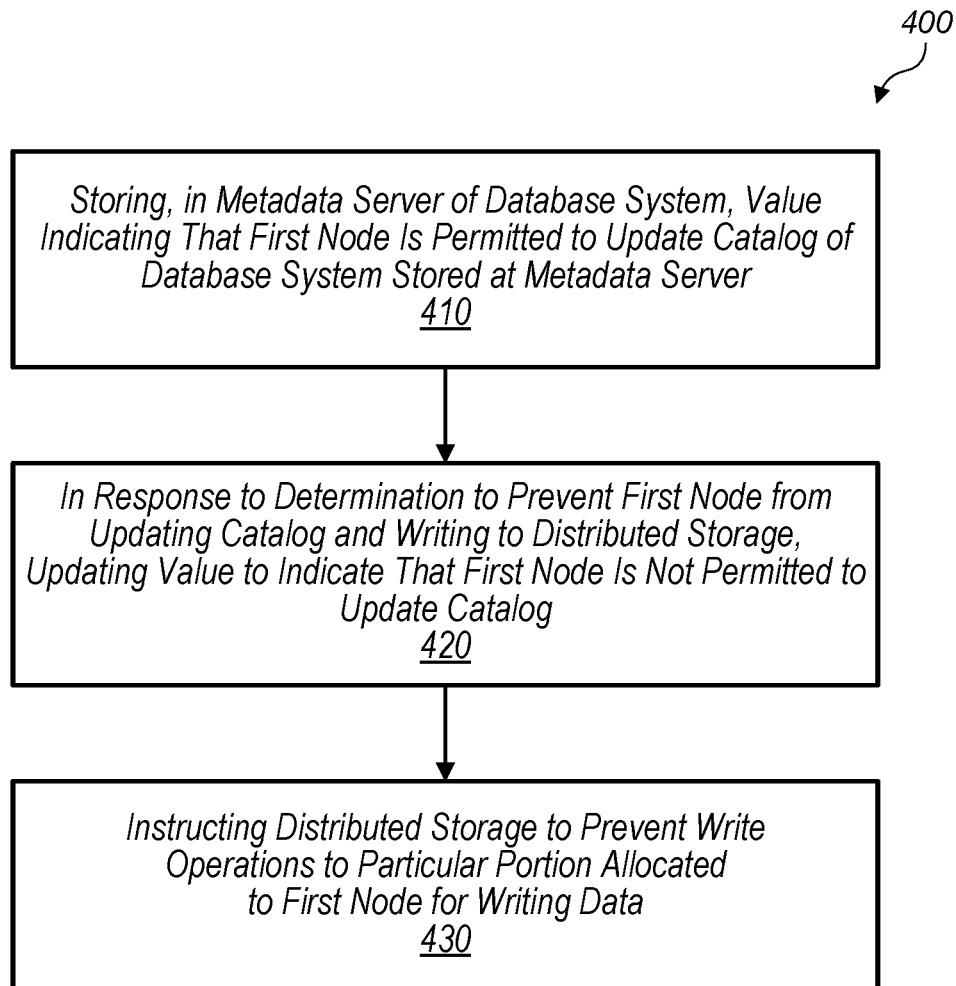 400
Storing, in Metadata Server of Database System, Value
Indicating That First Node Is Permitted to Update Catalog of
Database System Stored at Metadata Server
410
In Response to Determination to Prevent First Node from
Updating Catalog and Writing to Distributed Storage,
Updating Value to Indicate That First Node Is Not Permitted to
Update Catalog
420
Instructing Distributed Storage to Prevent Write
Operations to Particular Portion Allocated
to First Node for Writing Data
430